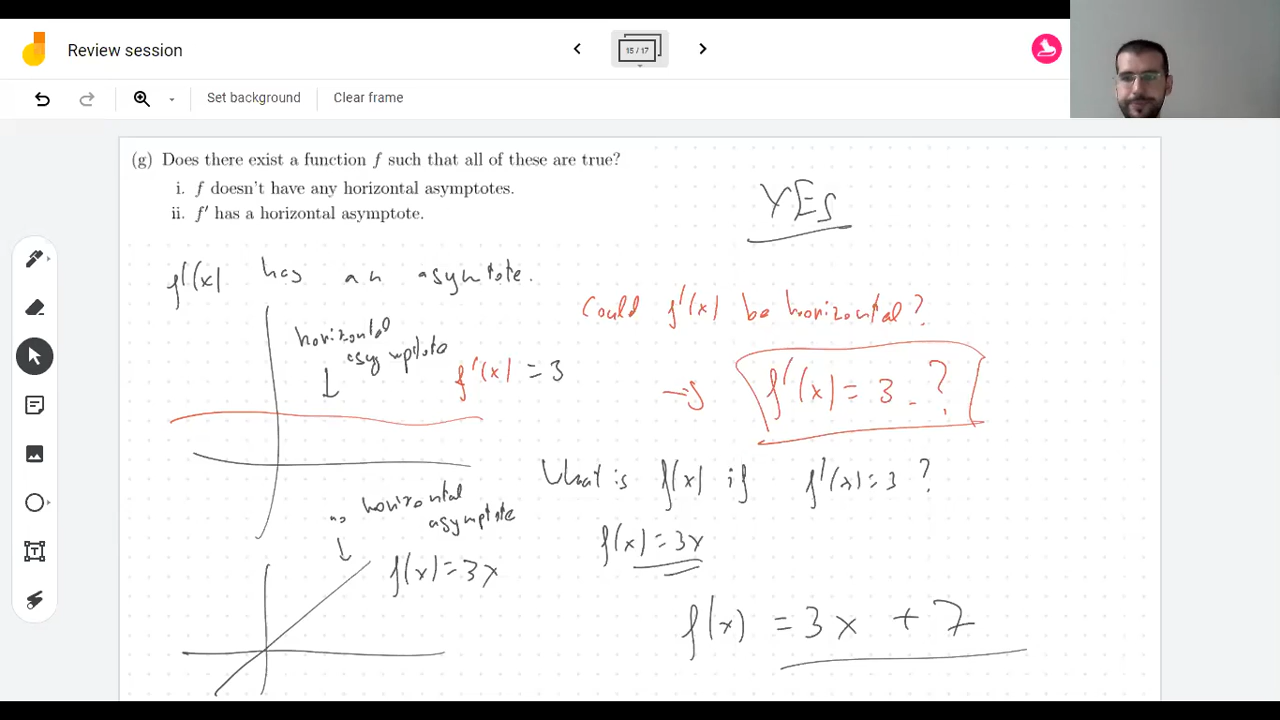 Review session
15 / 17
Set background
Clear frame
(g) Does there exist a function f such that all of these are true?
i. f doesn't have any horizontal asymptotes.
ii. f′ has a horizontal asymptote.
YES
f'(x) has an asymtote.
horizontal
asymptote
f'(x) = 3
Could f'(x) be horizontal?
→ f'(x) = 3 - ?
What is f(x) if f'(x) = 3 ?
f(x) = 3x
no horizontal
asymptote
f(x) = 3x
f(x) = 3x + 7